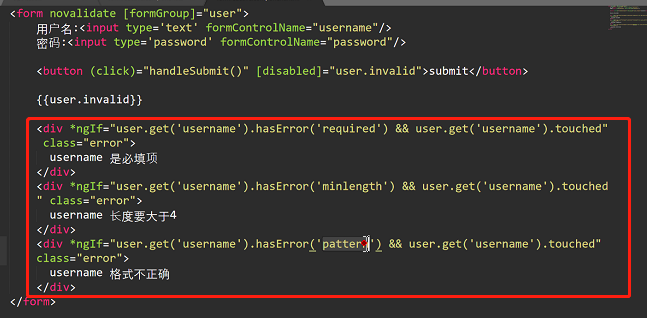 <form novalidate [formGroup]="user">
用户名:<input type='text' formControlName="username"/>
密码:<input type='password' formControlName="password"/>
<button (click)="handleSubmit()" [disabled]="user.invalid">submit</button>
{{user.invalid}}
<div *ngIf="user.get('username').hasError('required') && user.get('username').touched"
class="error">
username 是必填项
</div>
<div *ngIf="user.get('username').hasError('minlength') && user.get('username').touched
" class="error">
username 长度要大于4
</div>
<div *ngIf="user.get('username').hasError('pattern') && user.get('username').touched"
class="error">
username 格式不正确
</div>
</form>